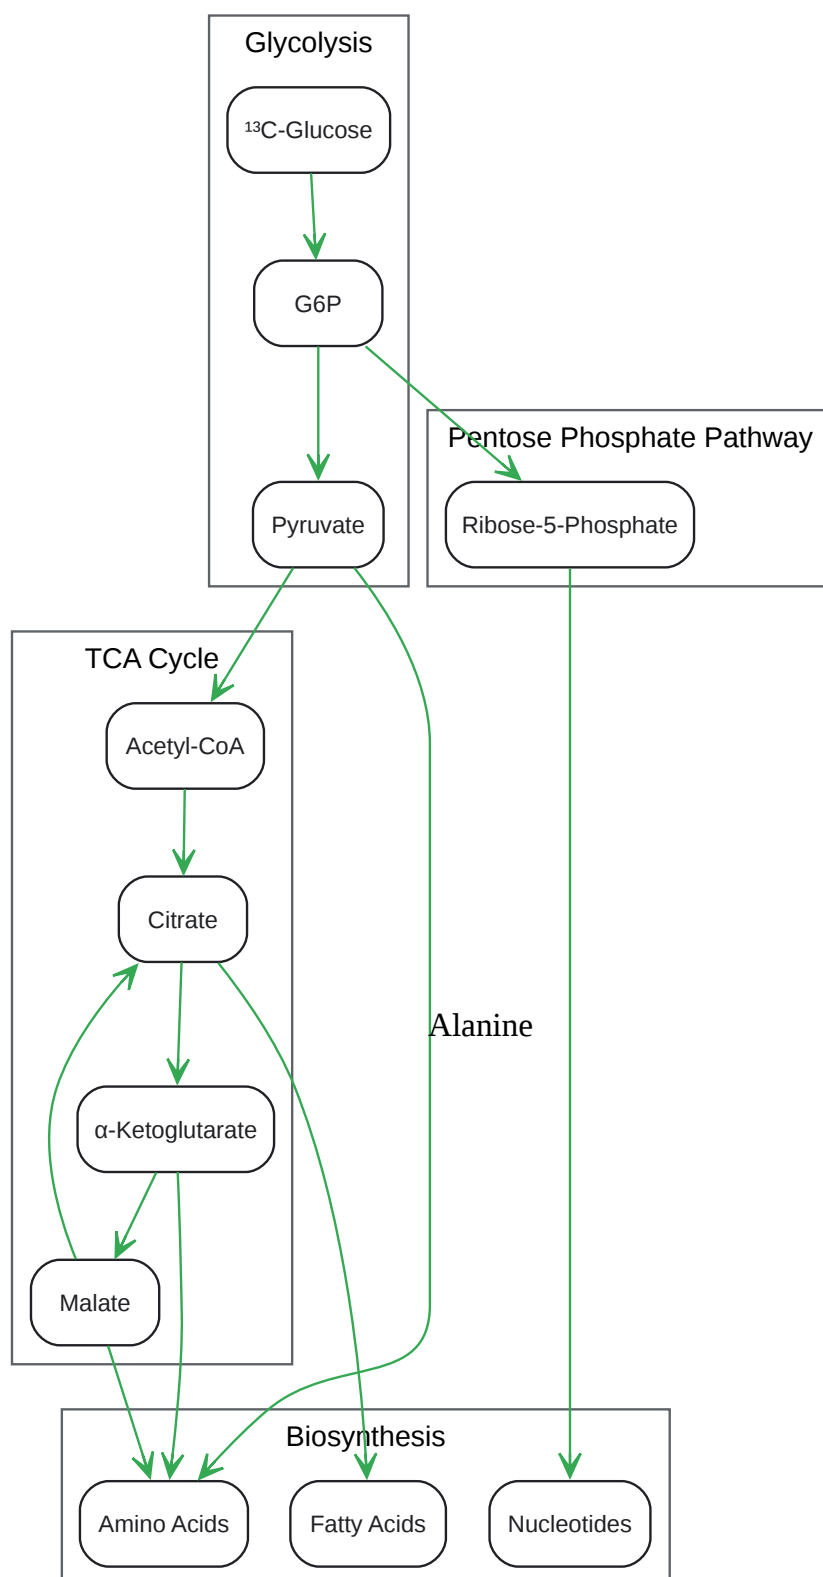 Glycolysis
¹³C-Glucose
G6P
Pentose Phosphate Pathway
Pyruvate
Ribose-5-Phosphate
TCA Cycle
Acetyl-CoA
Citrate
Alanine
α-Ketoglutarate
Malate
Biosynthesis
Amino Acids
Fatty Acids
Nucleotides